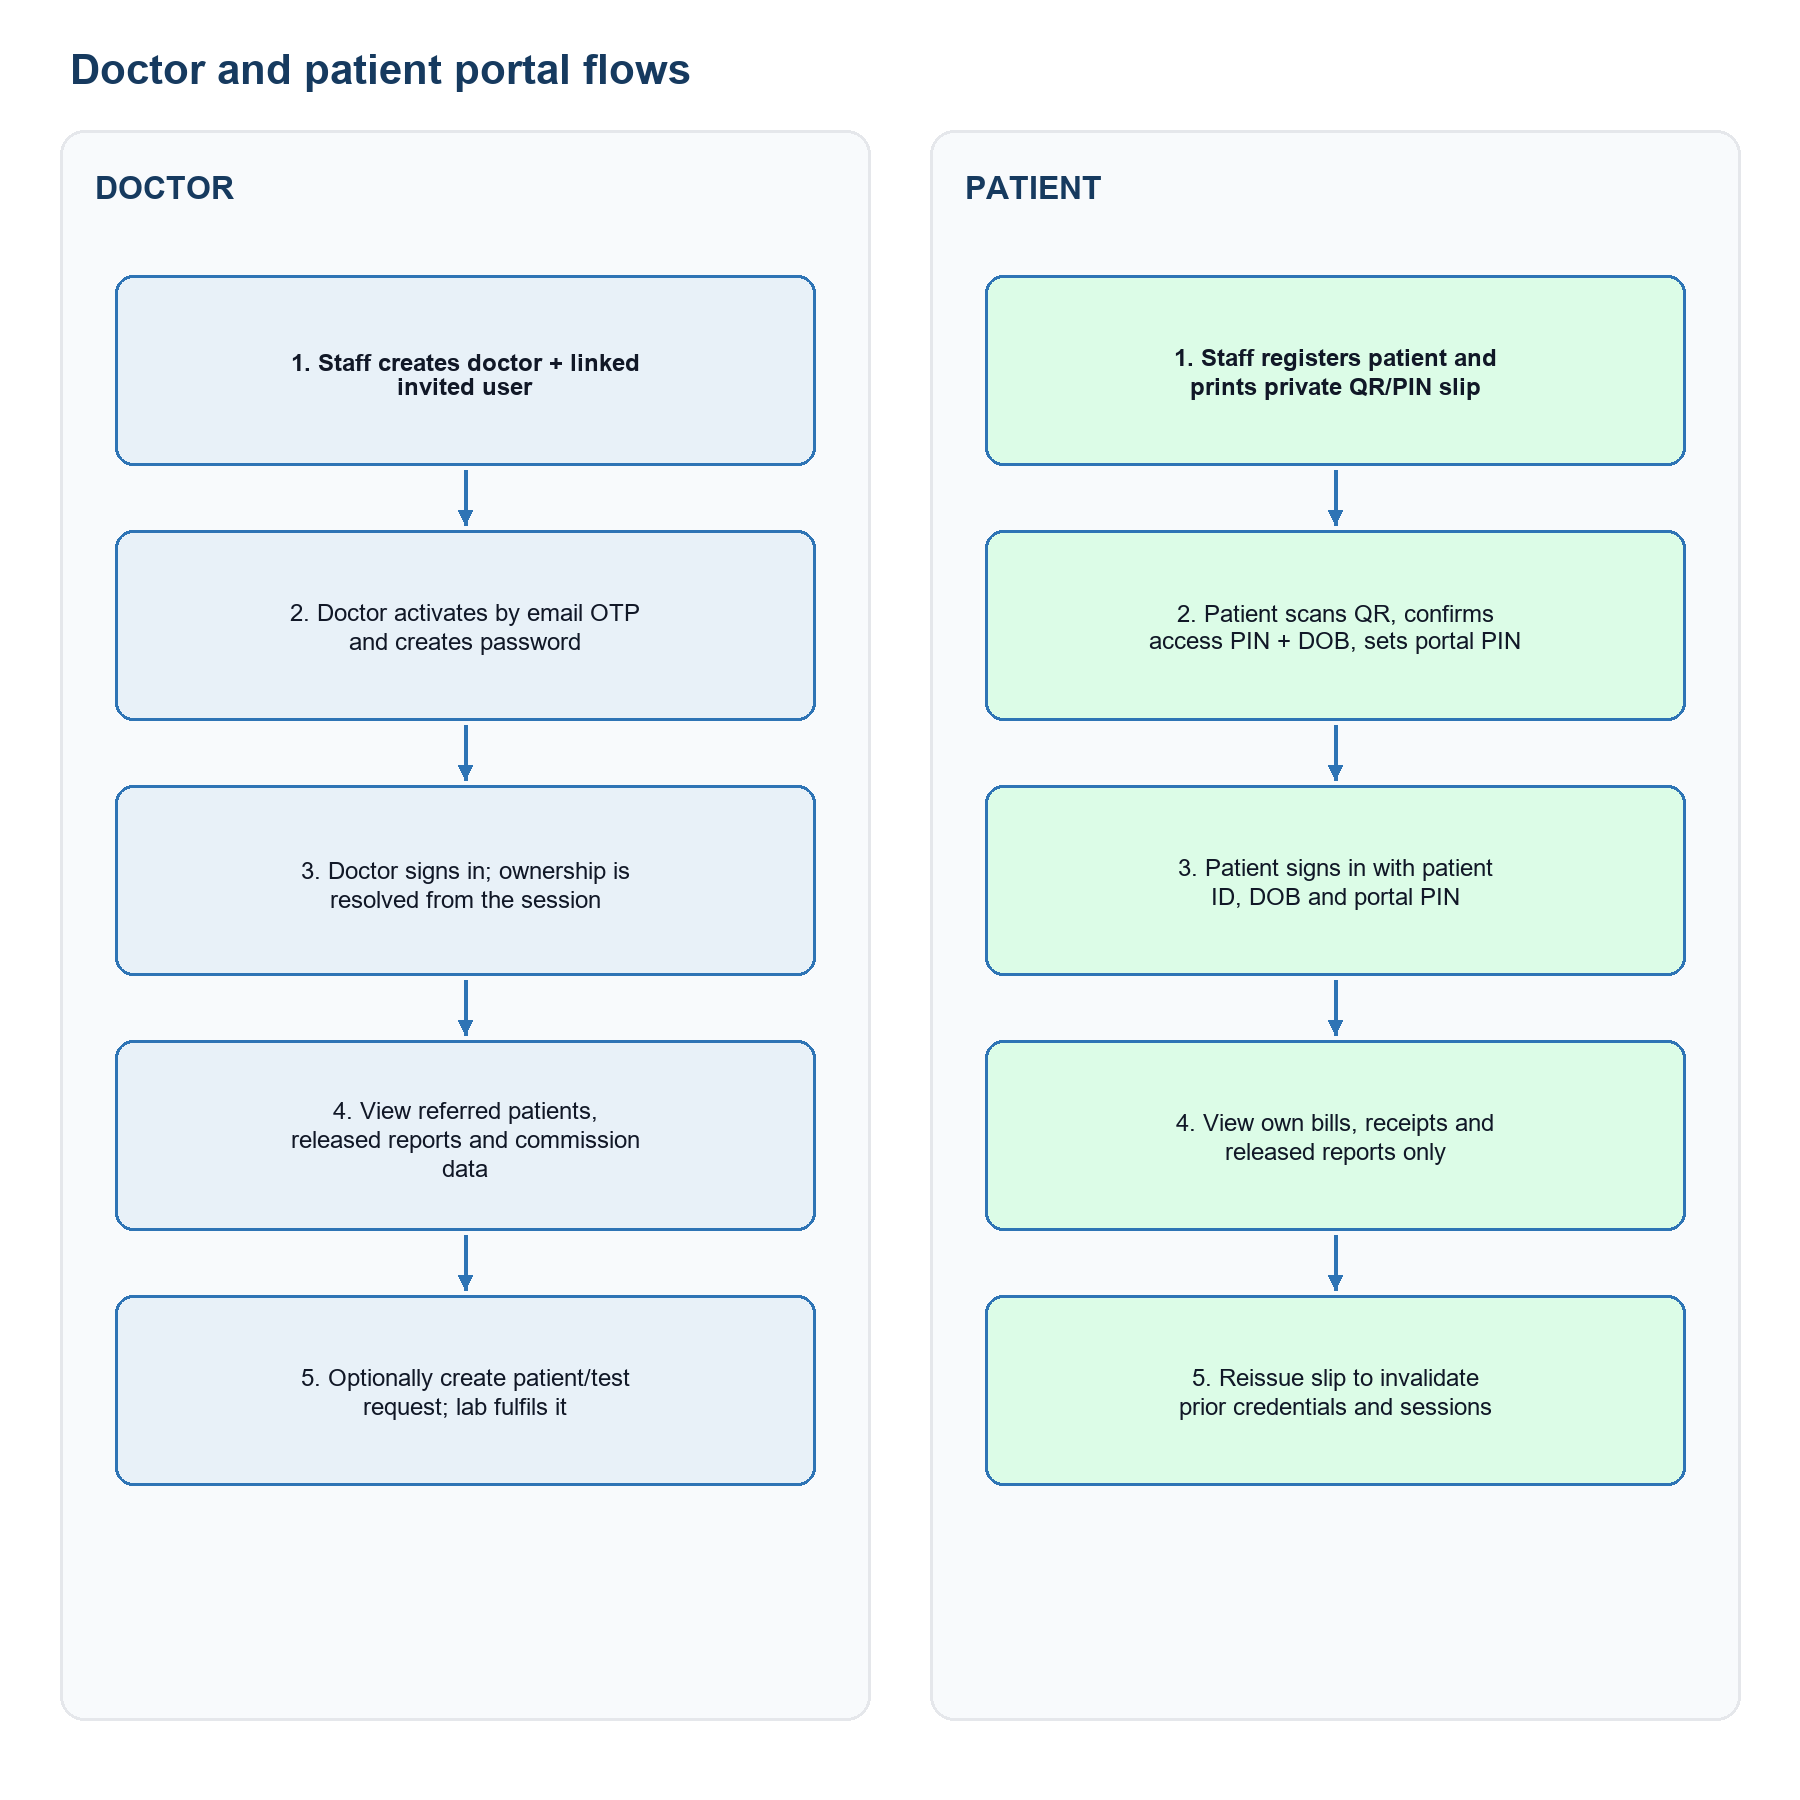 Doctor and patient portal flows
DOCTOR
1. Staff creates doctor + linked
invited user
2. Doctor activates by email OTP
and creates password
3. Doctor signs in; ownership is
resolved from the session
4. View referred patients,
released reports and commission
data
5. Optionally create patient/test
request; lab fulfils it
PATIENT
1. Staff registers patient and
prints private QR/PIN slip
2. Patient scans QR, confirms
access PIN + DOB, sets portal PIN
3. Patient signs in with patient
ID, DOB and portal PIN
4. View own bills, receipts and
released reports only
5. Reissue slip to invalidate
prior credentials and sessions